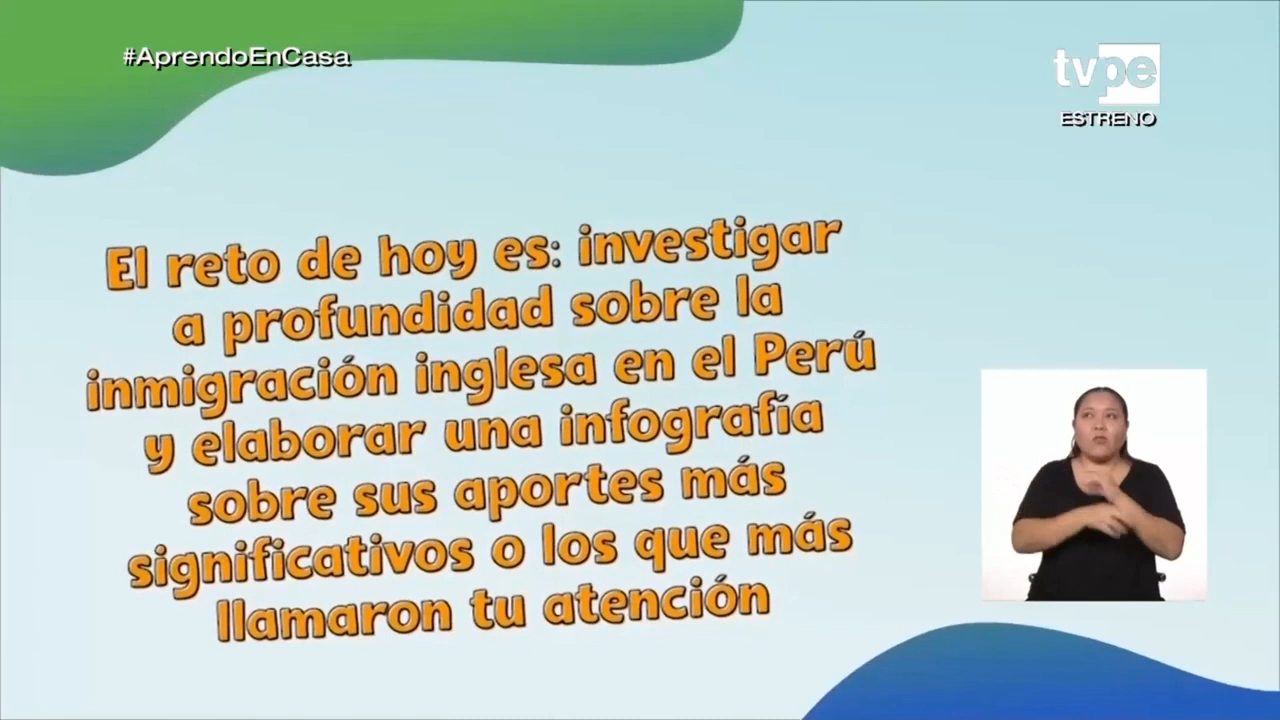 #AprendoEnCasa
tvpe
ESTRENO
El reto de hoy es: investigar
a profundidad sobre la
inmigración inglesa en el Perú
y elaborar una infografía
sobre sus aportes más
significativos o los que más
llamaron tu atención